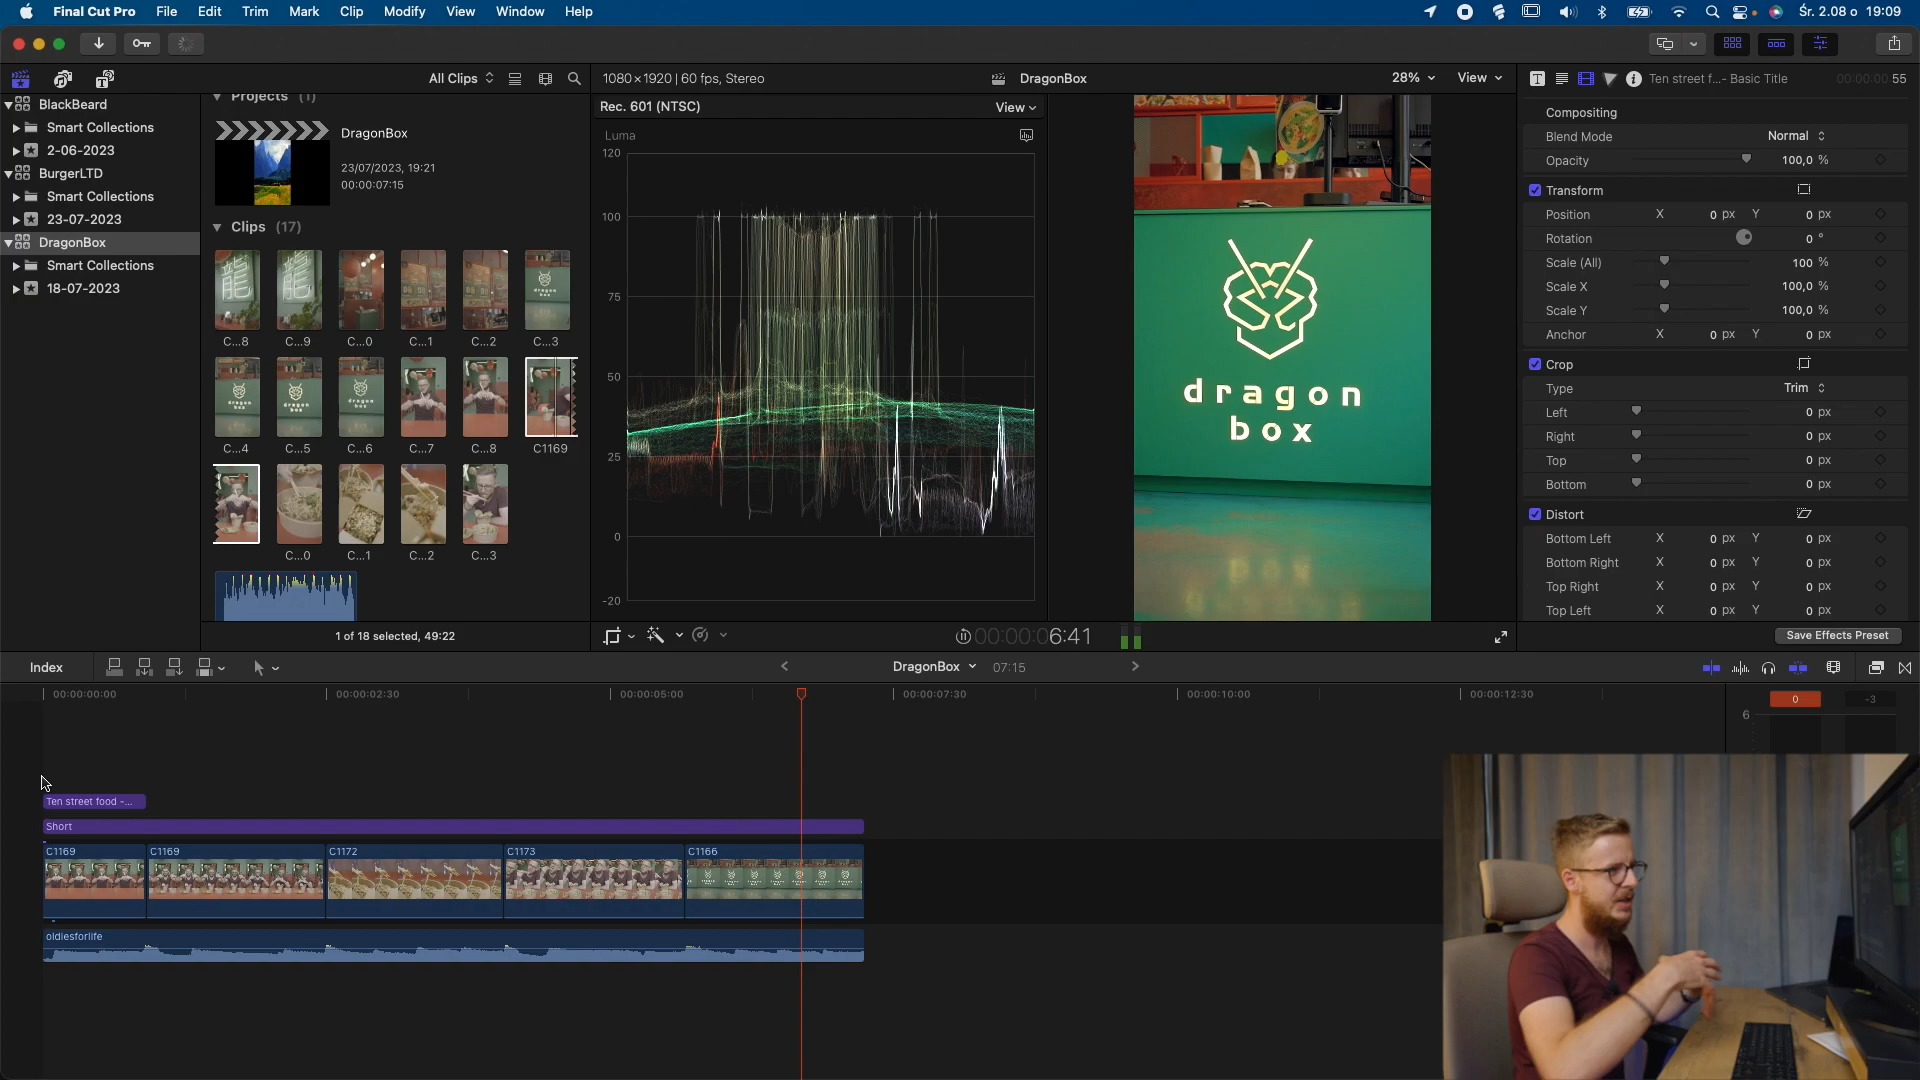 Final Cut Pro File Edit Trim Mark Clip Modify View Window Help Śr. 2.08 o 19:09
All Clips 1080×1920 | 60 fps, Stereo DragonBox 28% View Ten street f...- Basic Title 00:00:00:55
BlackBeard
Smart Collections
2-06-2023
BurgerLTD
Smart Collections
23-07-2023
DragonBox
Smart Collections
18-07-2023
Projects (1)
DragonBox
23/07/2023, 19:21
00:00:07:15
Clips (17)
C...8 C...9 C...0 C...1 C...2 C...3
C...4 C...5 C...6 C...7 C...8 C1169
C...0 C...1 C...2 C...3
1 of 18 selected, 49:22
Rec. 601 (NTSC) View
Luma
120
100
75
50
25
0
-20
dragon
box
00:00:06:41
Compositing
Blend Mode Normal
Opacity 100,0 %
Transform
Position X 0 px Y 0 px
Rotation 0 °
Scale (All) 100 %
Scale X 100,0 %
Scale Y 100,0 %
Anchor X 0 px Y 0 px
Crop
Type Trim
Left 0 px
Right 0 px
Top 0 px
Bottom 0 px
Distort
Bottom Left X 0 px Y 0 px
Bottom Right X 0 px Y 0 px
Top Right X 0 px Y 0 px
Top Left X 0 px Y 0 px
Save Effects Preset
Index DragonBox 07:15
00:00:00:00 00:00:02:30 00:00:05:00 00:00:07:30 00:00:10:00 00:00:12:30
0 -3
6
Ten street food -...
Short
C1169 C1169 C1172 C1173 C1166
oldiesforlife